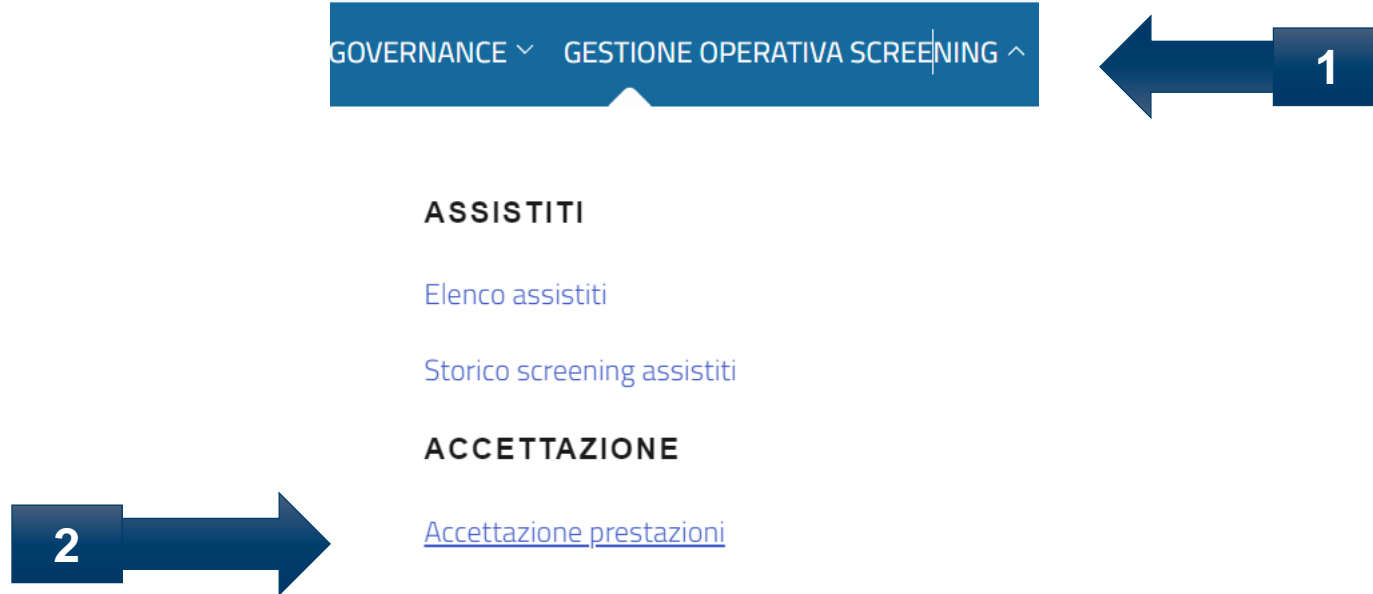 GOVERNANCE GESTIONE OPERATIVA SCREENING
1
ASSISTITI
Elenco assistiti
Storico screening assistiti
ACCETTAZIONE
2
Accettazione prestazioni